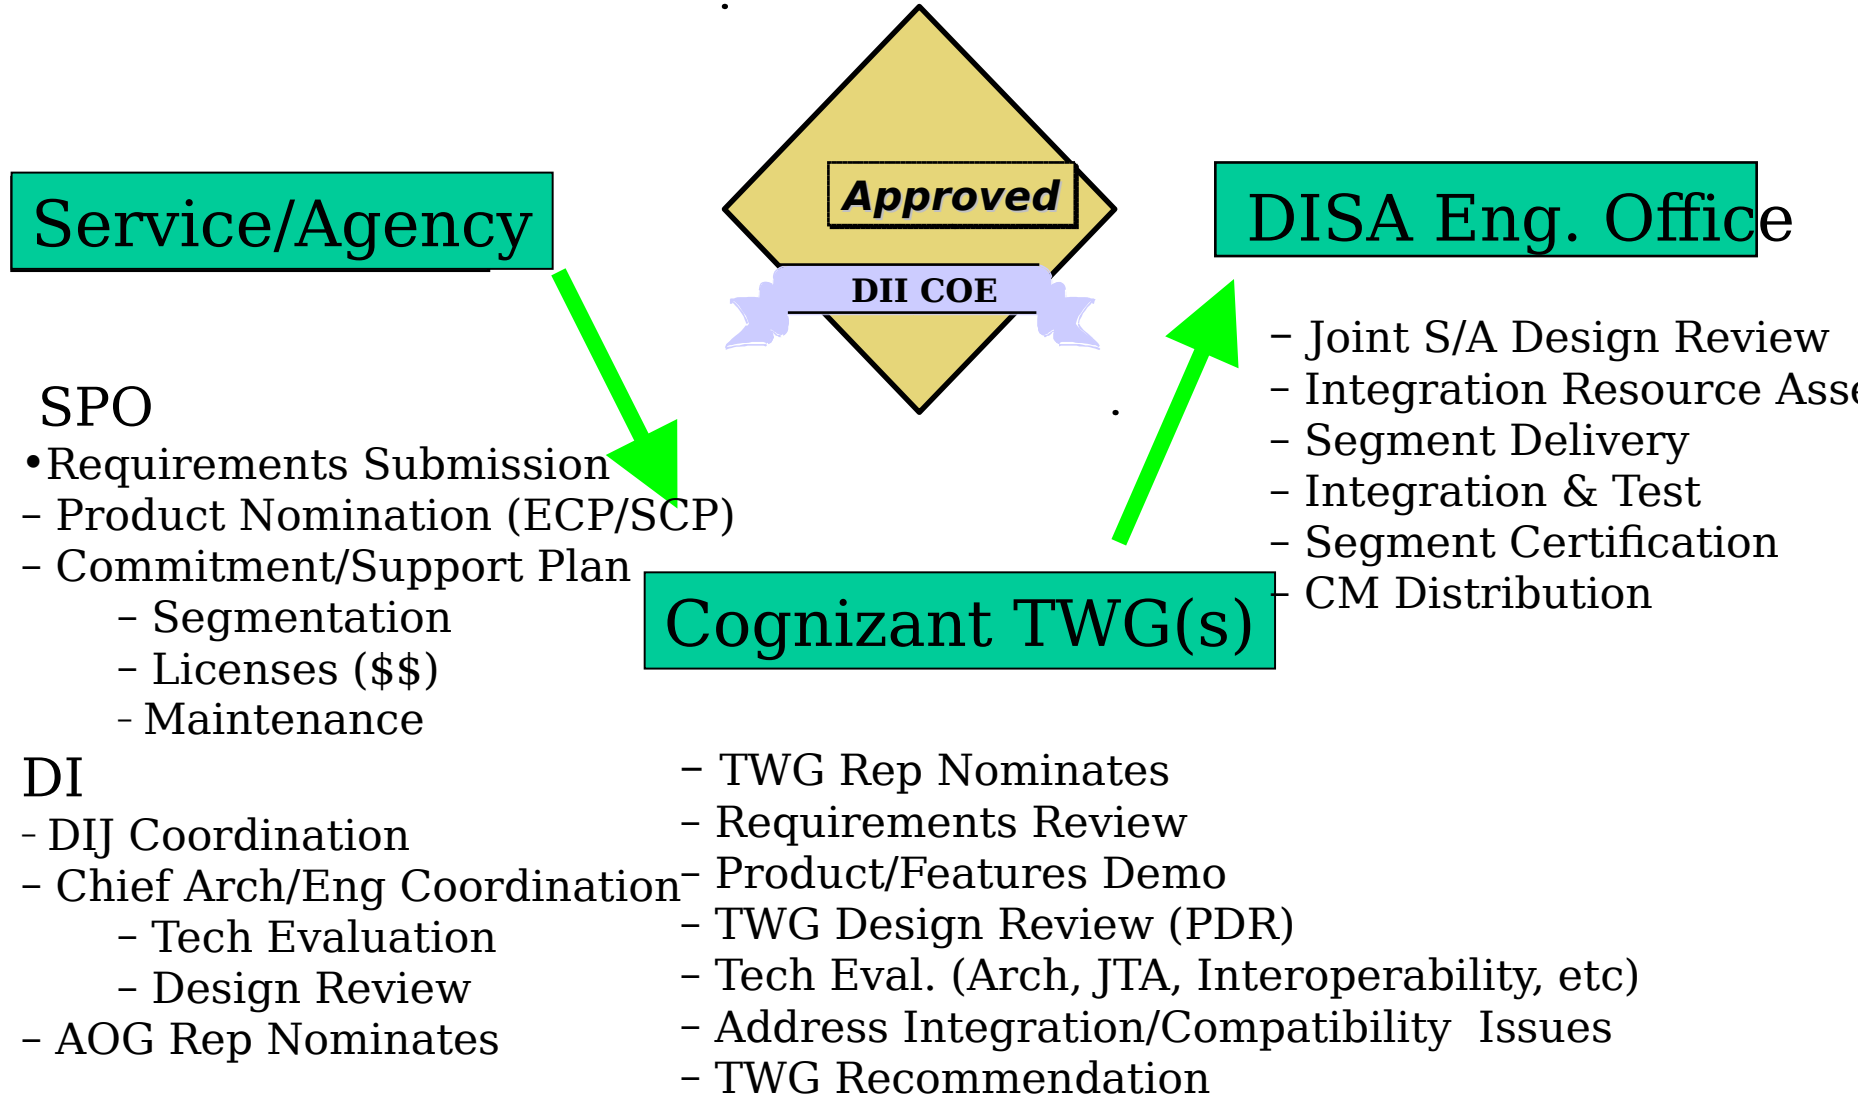 Approved
DII COE
Service/Agency
SPO
•Requirements Submission
– Product Nomination (ECP/SCP)
– Commitment/Support Plan
– Segmentation
– Licenses ($$)
– Maintenance
DI
– DIJ Coordination
– Chief Arch/Eng Coordination
– Tech Evaluation
– Design Review
– AOG Rep Nominates
Cognizant TWG(s)
– TWG Rep Nominates
– Requirements Review
– Product/Features Demo
– TWG Design Review (PDR)
– Tech Eval. (Arch, JTA, Interoperability, etc)
– Address Integration/Compatibility  Issues
– TWG Recommendation
DISA Eng. Office
– Joint S/A Design Review
– Integration Resource
– Segment Delivery
– Integration & Test
– Segment Certification
– CM Distribution